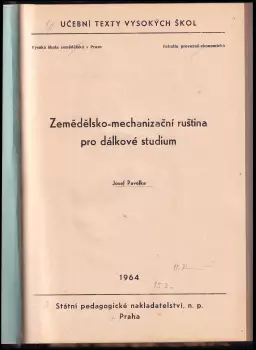 UČEBNÍ TEXTY VYSOKÝCH ŠKOL
Vysoká škola zemědělská v Praze
Fakulta provozně-ekonomická
Zemědělsko-mechanizační ruština
pro dálkové studium
Josef Pavelka
1964
Státní pedagogické nakladatelství, n. p.
Praha